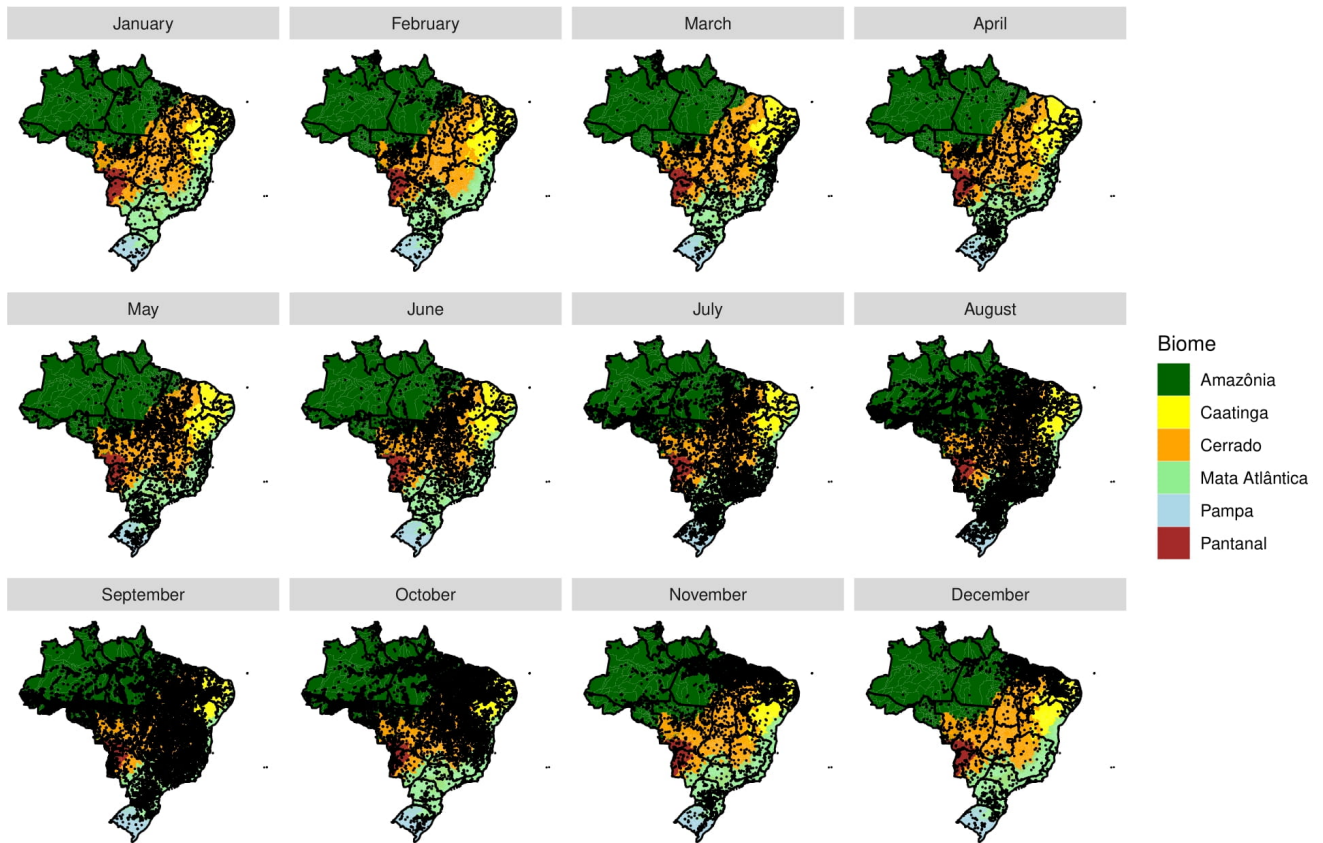 January
February
March
April
May
June
July
August
September
October
November
December
Biome
Amazônia
Caatinga
Cerrado
Mata Atlântica
Pampa
Pantanal